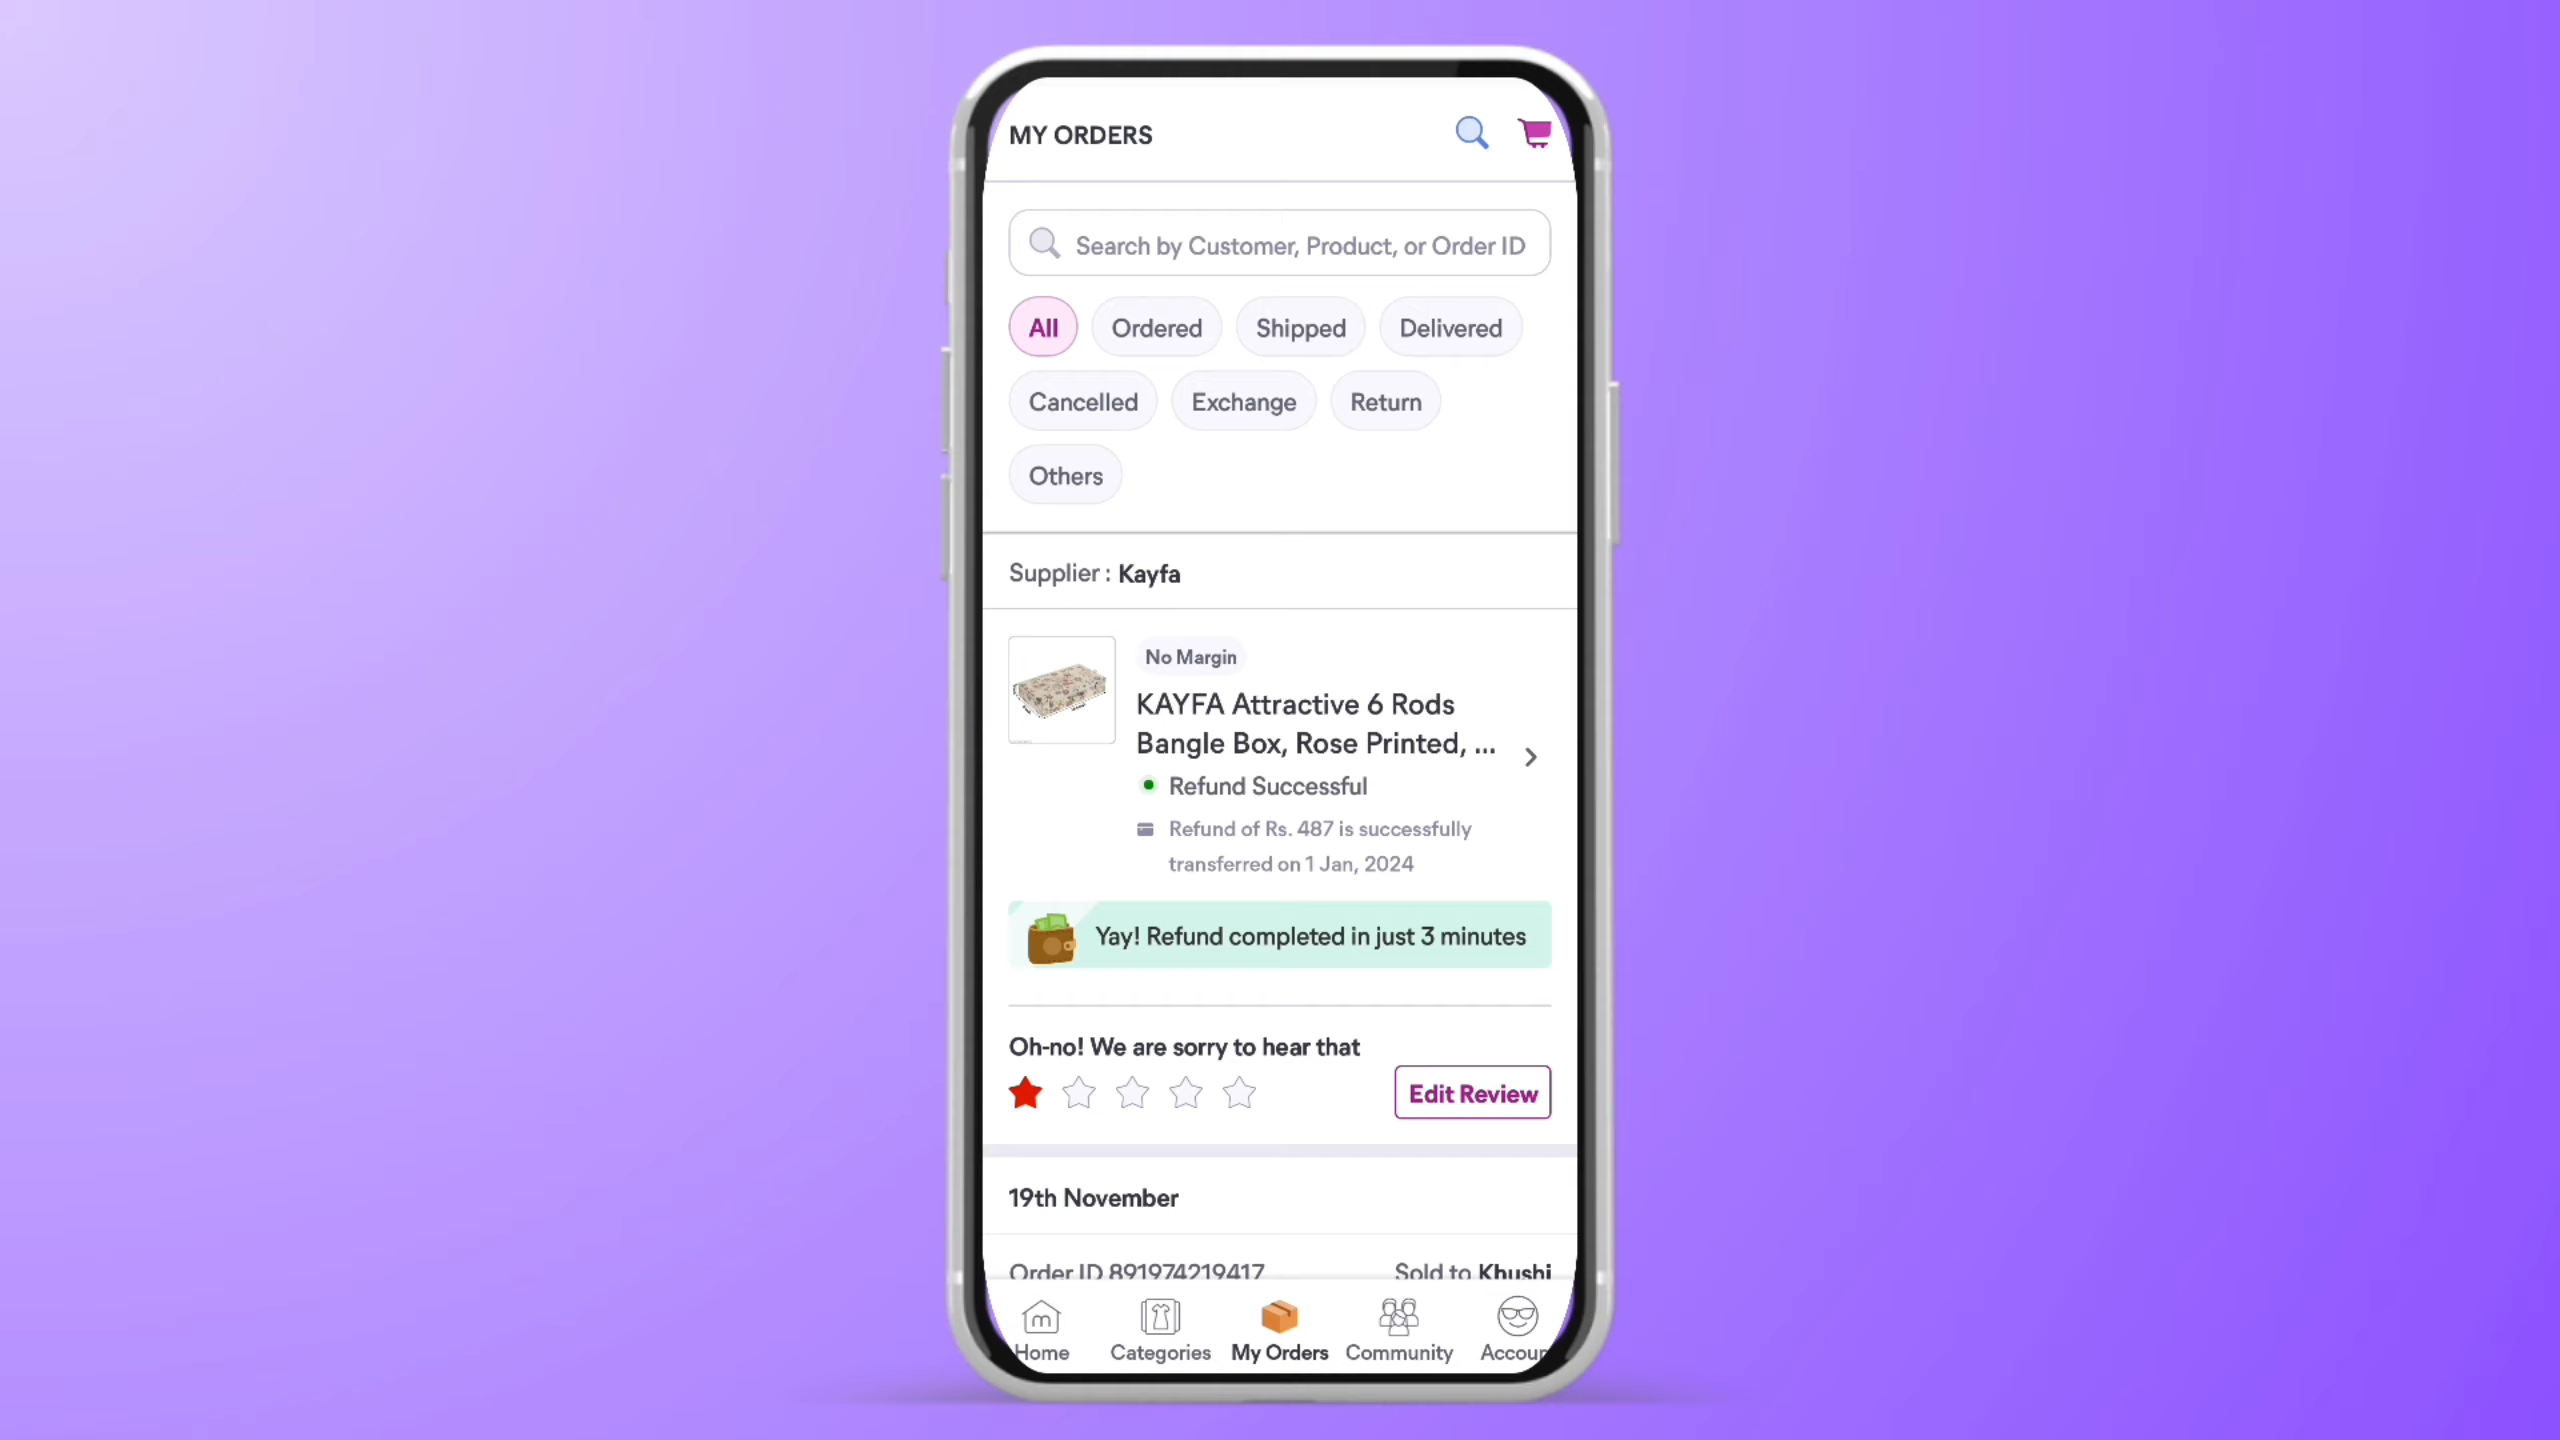 MY ORDERS
Search by Customer, Product, or Order ID
All Ordered Shipped Delivered
Cancelled Exchange Return
Others
Supplier : Kayfa
No Margin
KAYFA Attractive 6 Rods
Bangle Box, Rose Printed, ...
Refund Successful
Refund of Rs. 487 is successfully
transferred on 1 Jan, 2024
Yay! Refund completed in just 3 minutes
Oh-no! We are sorry to hear that
Edit Review
19th November
Order ID 891974219417 Sold to Khushi
Home Categories My Orders Community Accoun